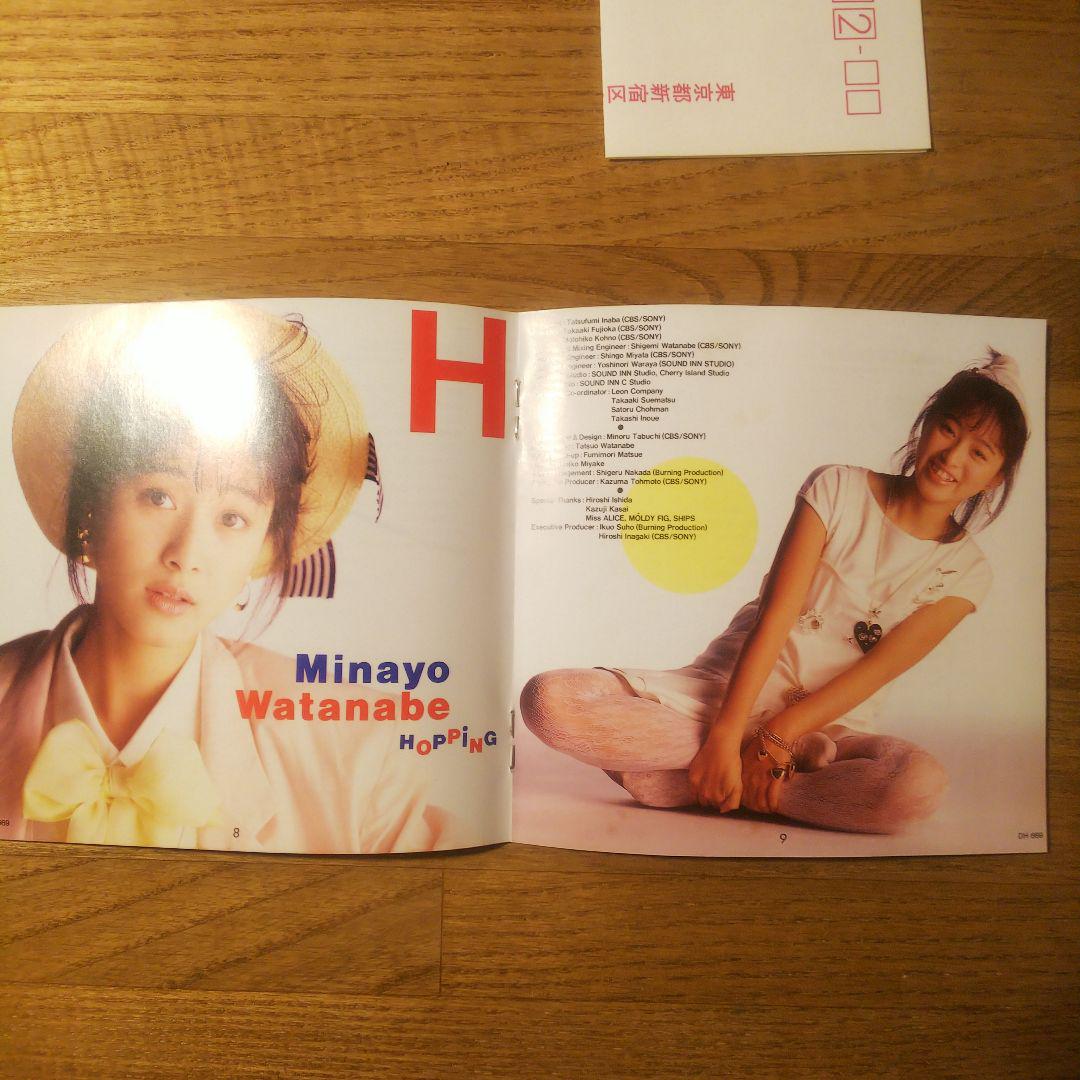 2-
東京都新宿区
H
Minayo
Watanabe
HOPPiNG
669
8
Tatsufumi Inaba (CBS/SONY)
Takaaki Fujioka (CBS/SONY)
Kohno (CBS/SONY)
Mixing Engineer : Shigemi Watanabe (CBS/SONY)
Engineer : Shingo Miyata (CBS/SONY)
Engineer : Yoshinori Waraya (SOUND INN STUDIO)
: SOUND INN Studio, Cherry Island Studio
: SOUND INN C Studio
Co-ordinator : Leon Company
Takaaki Suematsu
Satoru Chohman
Takashi Inoue
& Design : Minoru Tabuchi (CBS/SONY)
: Tatsuo Watanabe
: Fumimori Matsue
Miyake
: Shigeru Nakada (Burning Production)
Producer : Kazuma Tohmoto (CBS/SONY)
Special Thanks : Hiroshi Ishida
Kazuji Kasai
Miss ALICE, MÔLDY FIG, SHIPS
Executive Producer : Ikuo Suho (Burning Production)
Hiroshi Inagaki (CBS/SONY)
9
DH 669